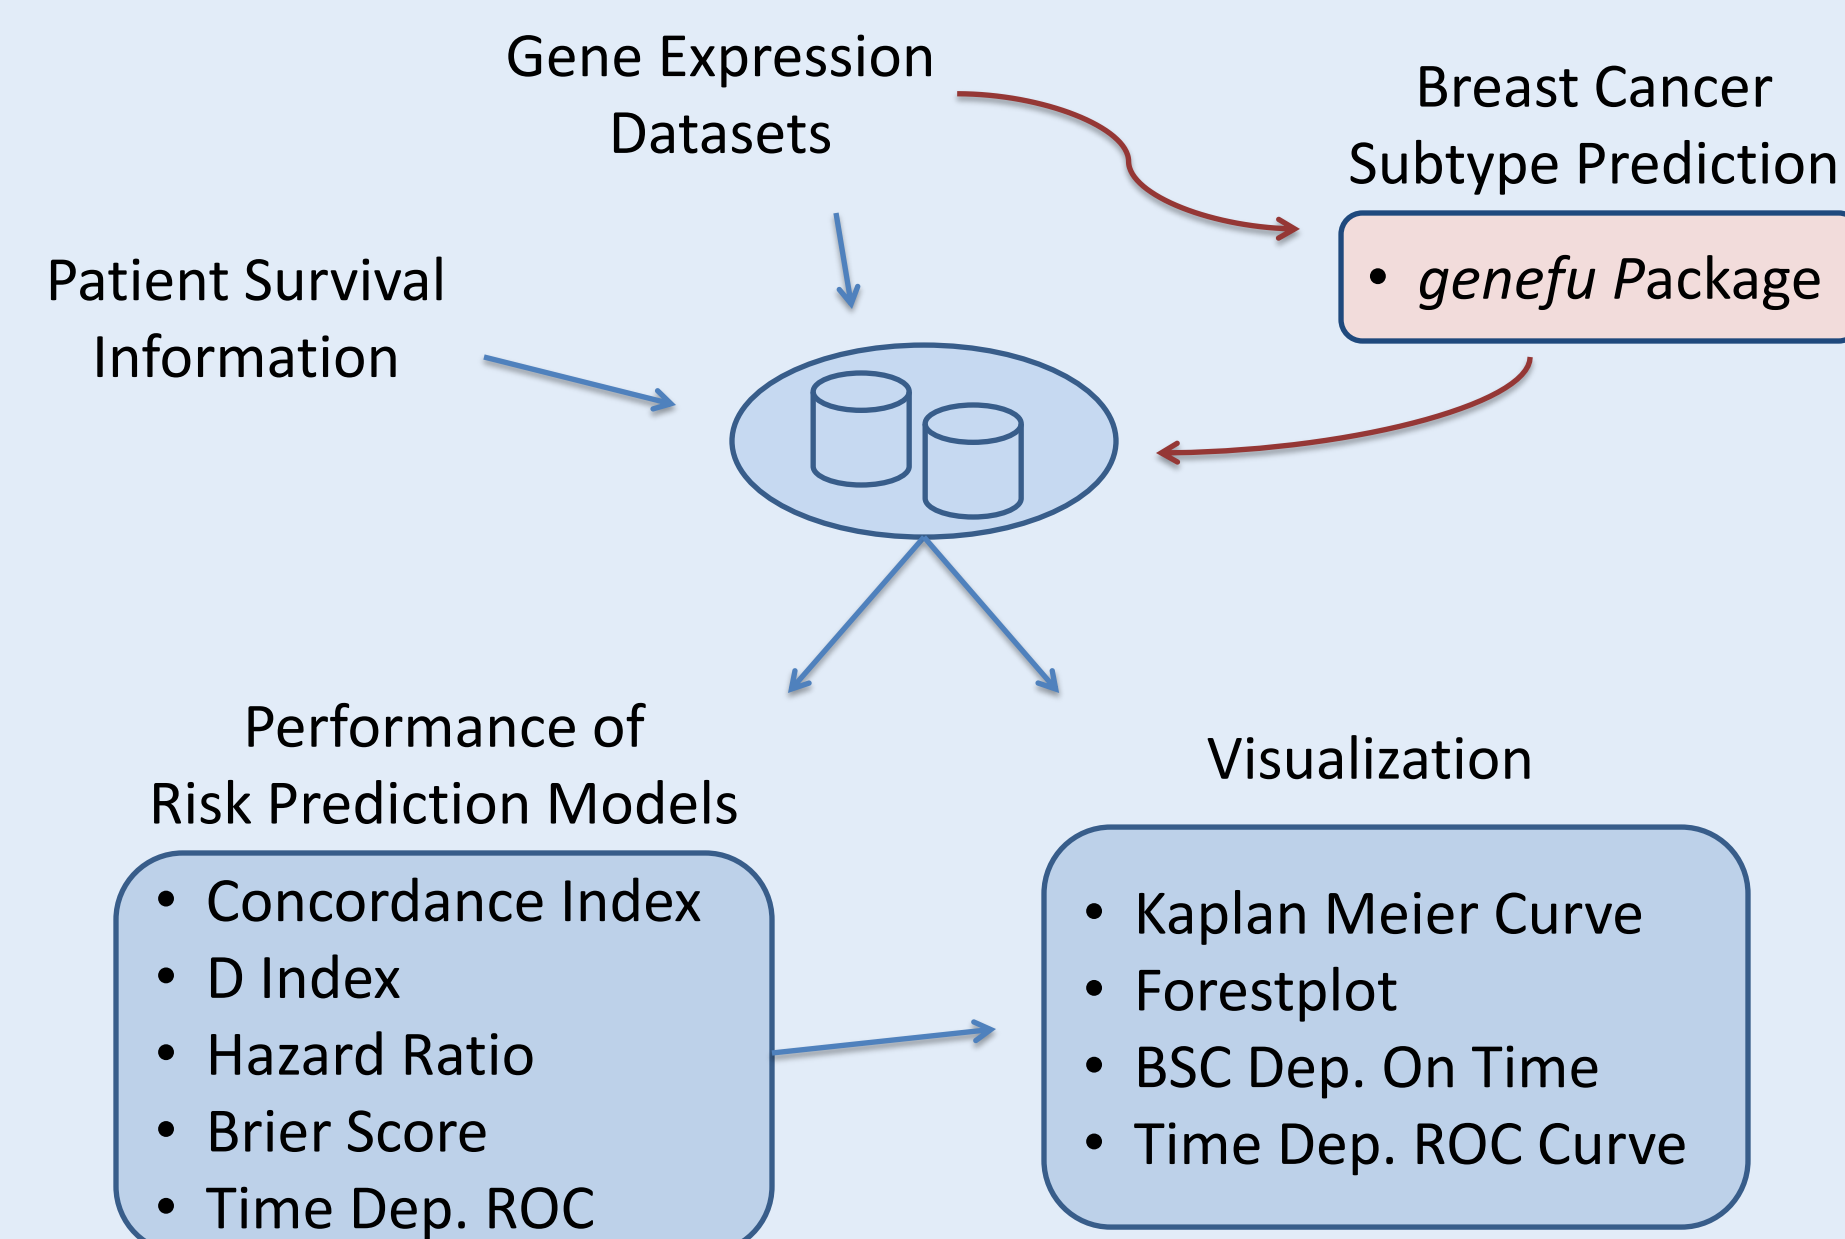 Gene Expression
Datasets
Breast Cancer
Subtype Prediction
• genefu Package
Patient Survival
Information
Performance of
Risk Prediction Models
• Concordance Index
• D Index
• Hazard Ratio
• Brier Score
• Time Dep. ROC
Visualization
• Kaplan Meier Curve
• Forestplot
• BSC Dep. On Time
• Time Dep. ROC Curve